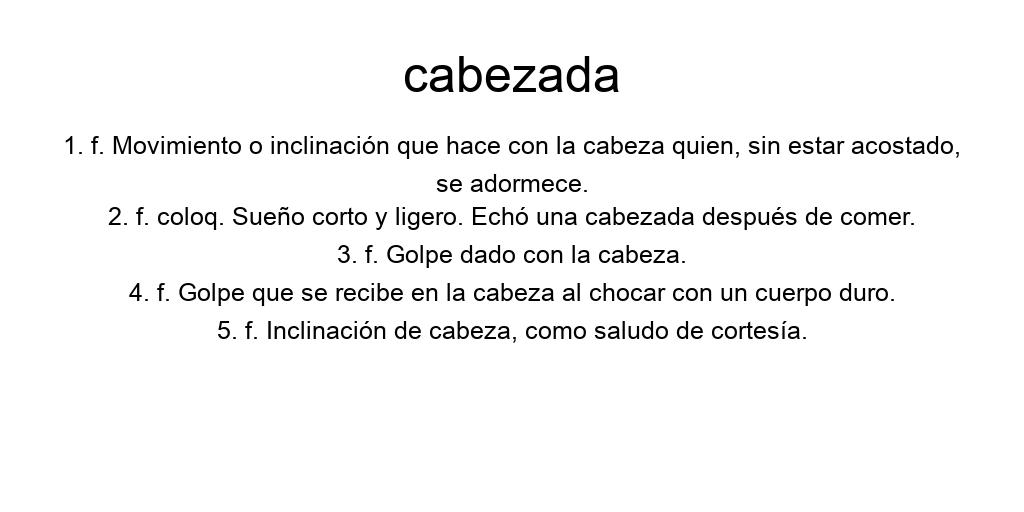 cabezada
1. f. Movimiento o inclinación que hace con la cabeza quien, sin estar acostado,
se adormece.
2. f. coloq. Sueño corto y ligero. Echó una cabezada después de comer.
3. f. Golpe dado con la cabeza.
4. f. Golpe que se recibe en la cabeza al chocar con un cuerpo duro.
5. f. Inclinación de cabeza, como saludo de cortesía.